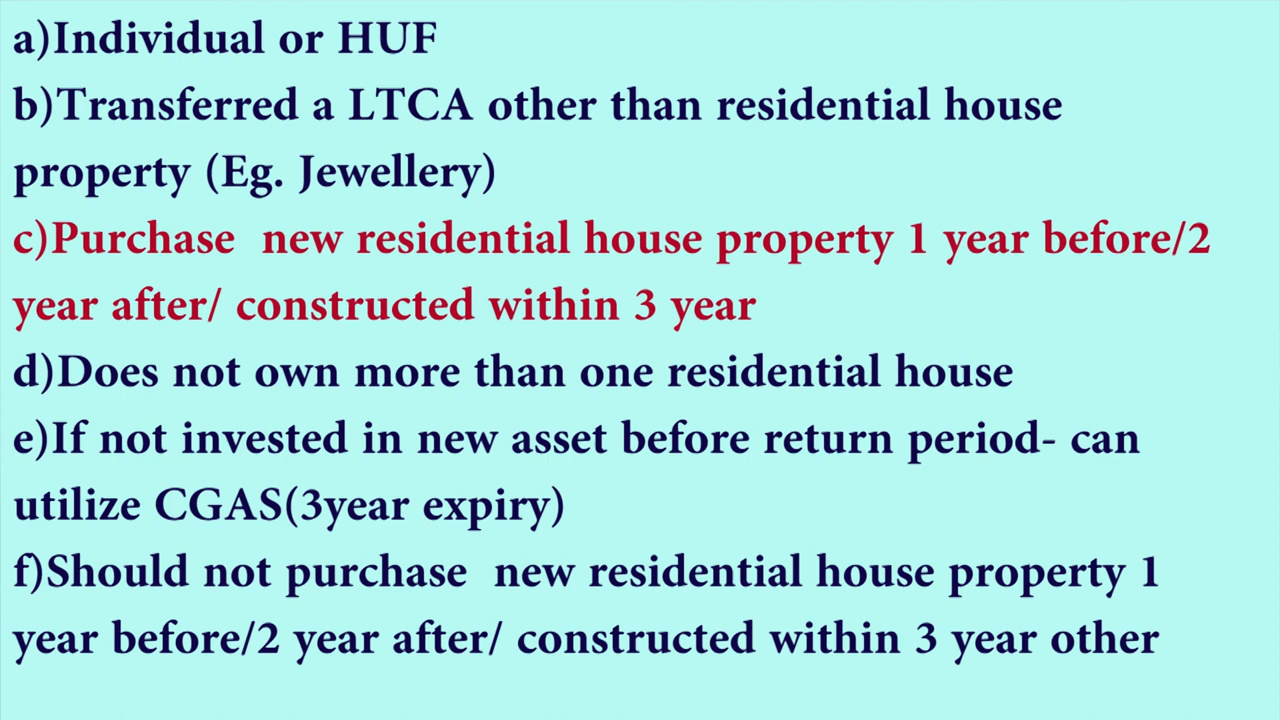 a)Individual or HUF
b)Transferred a LTCA other than residential house
property (Eg. Jewellery)
c)Purchase  new residential house property 1 year before/2
year after/ constructed within 3 year
d)Does not own more than one residential house
e)If not invested in new asset before return period- can
utilize CGAS(3year expiry)
f)Should not purchase  new residential house property 1
year before/2 year after/ constructed within 3 year other